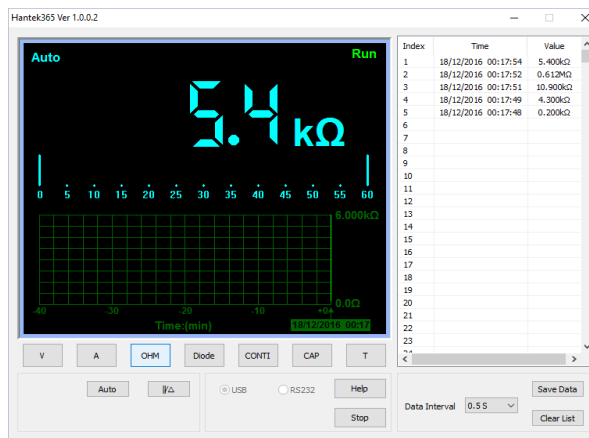 Hantek365 Ver 1.0.0.2
Auto
Run
5.4 kΩ
0 5 10 15 20 25 30 35 40 45 50 55 60
6.000kΩ
0.0Ω
-40 -30 -20 -10 +0
Time:(min)
18/12/2016 00:17
V A OHM Diode CONTI CAP T
Auto
USB RS232 Help
Stop
Index Time Value
1 18/12/2016 00:17:54 5.400kΩ
2 18/12/2016 00:17:52 0.612MΩ
3 18/12/2016 00:17:51 10.900kΩ
4 18/12/2016 00:17:49 4.300kΩ
5 18/12/2016 00:17:48 0.200kΩ
6
7
8
9
10
11
12
13
14
15
16
17
18
19
20
21
22
23
24
Data Interval 0.5 S
Save Data
Clear List